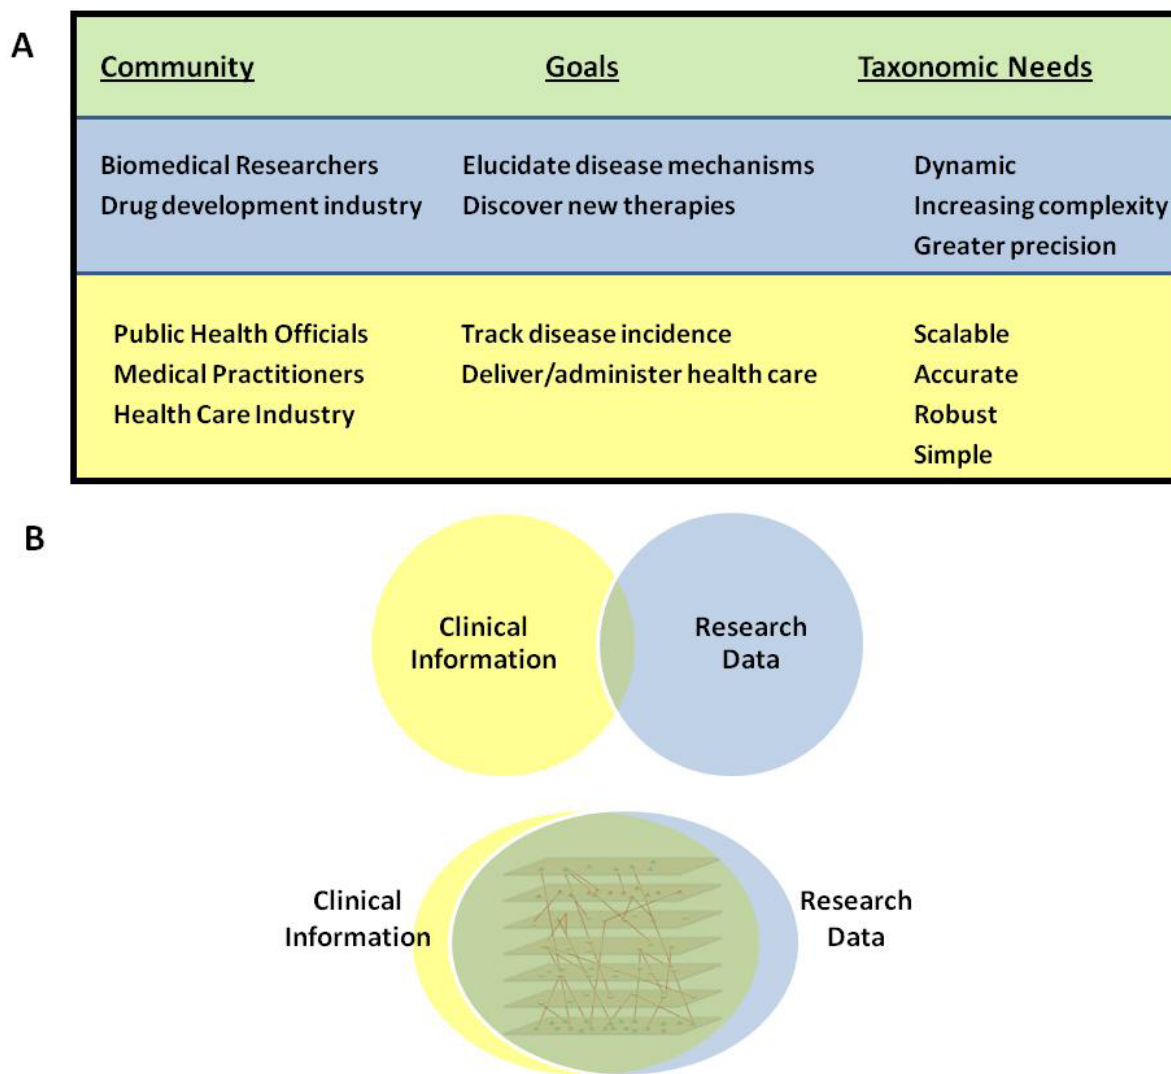 A
Community Goals Taxonomic Needs
Biomedical Researchers Elucidate disease mechanisms Dynamic
Drug development industry Discover new therapies Increasing complexity
Greater precision
Public Health Officials Track disease incidence Scalable
Medical Practitioners Deliver/administer health care Accurate
Health Care Industry Robust
Simple
B
Clinical
Information
Research
Data
Clinical
Information
Research
Data